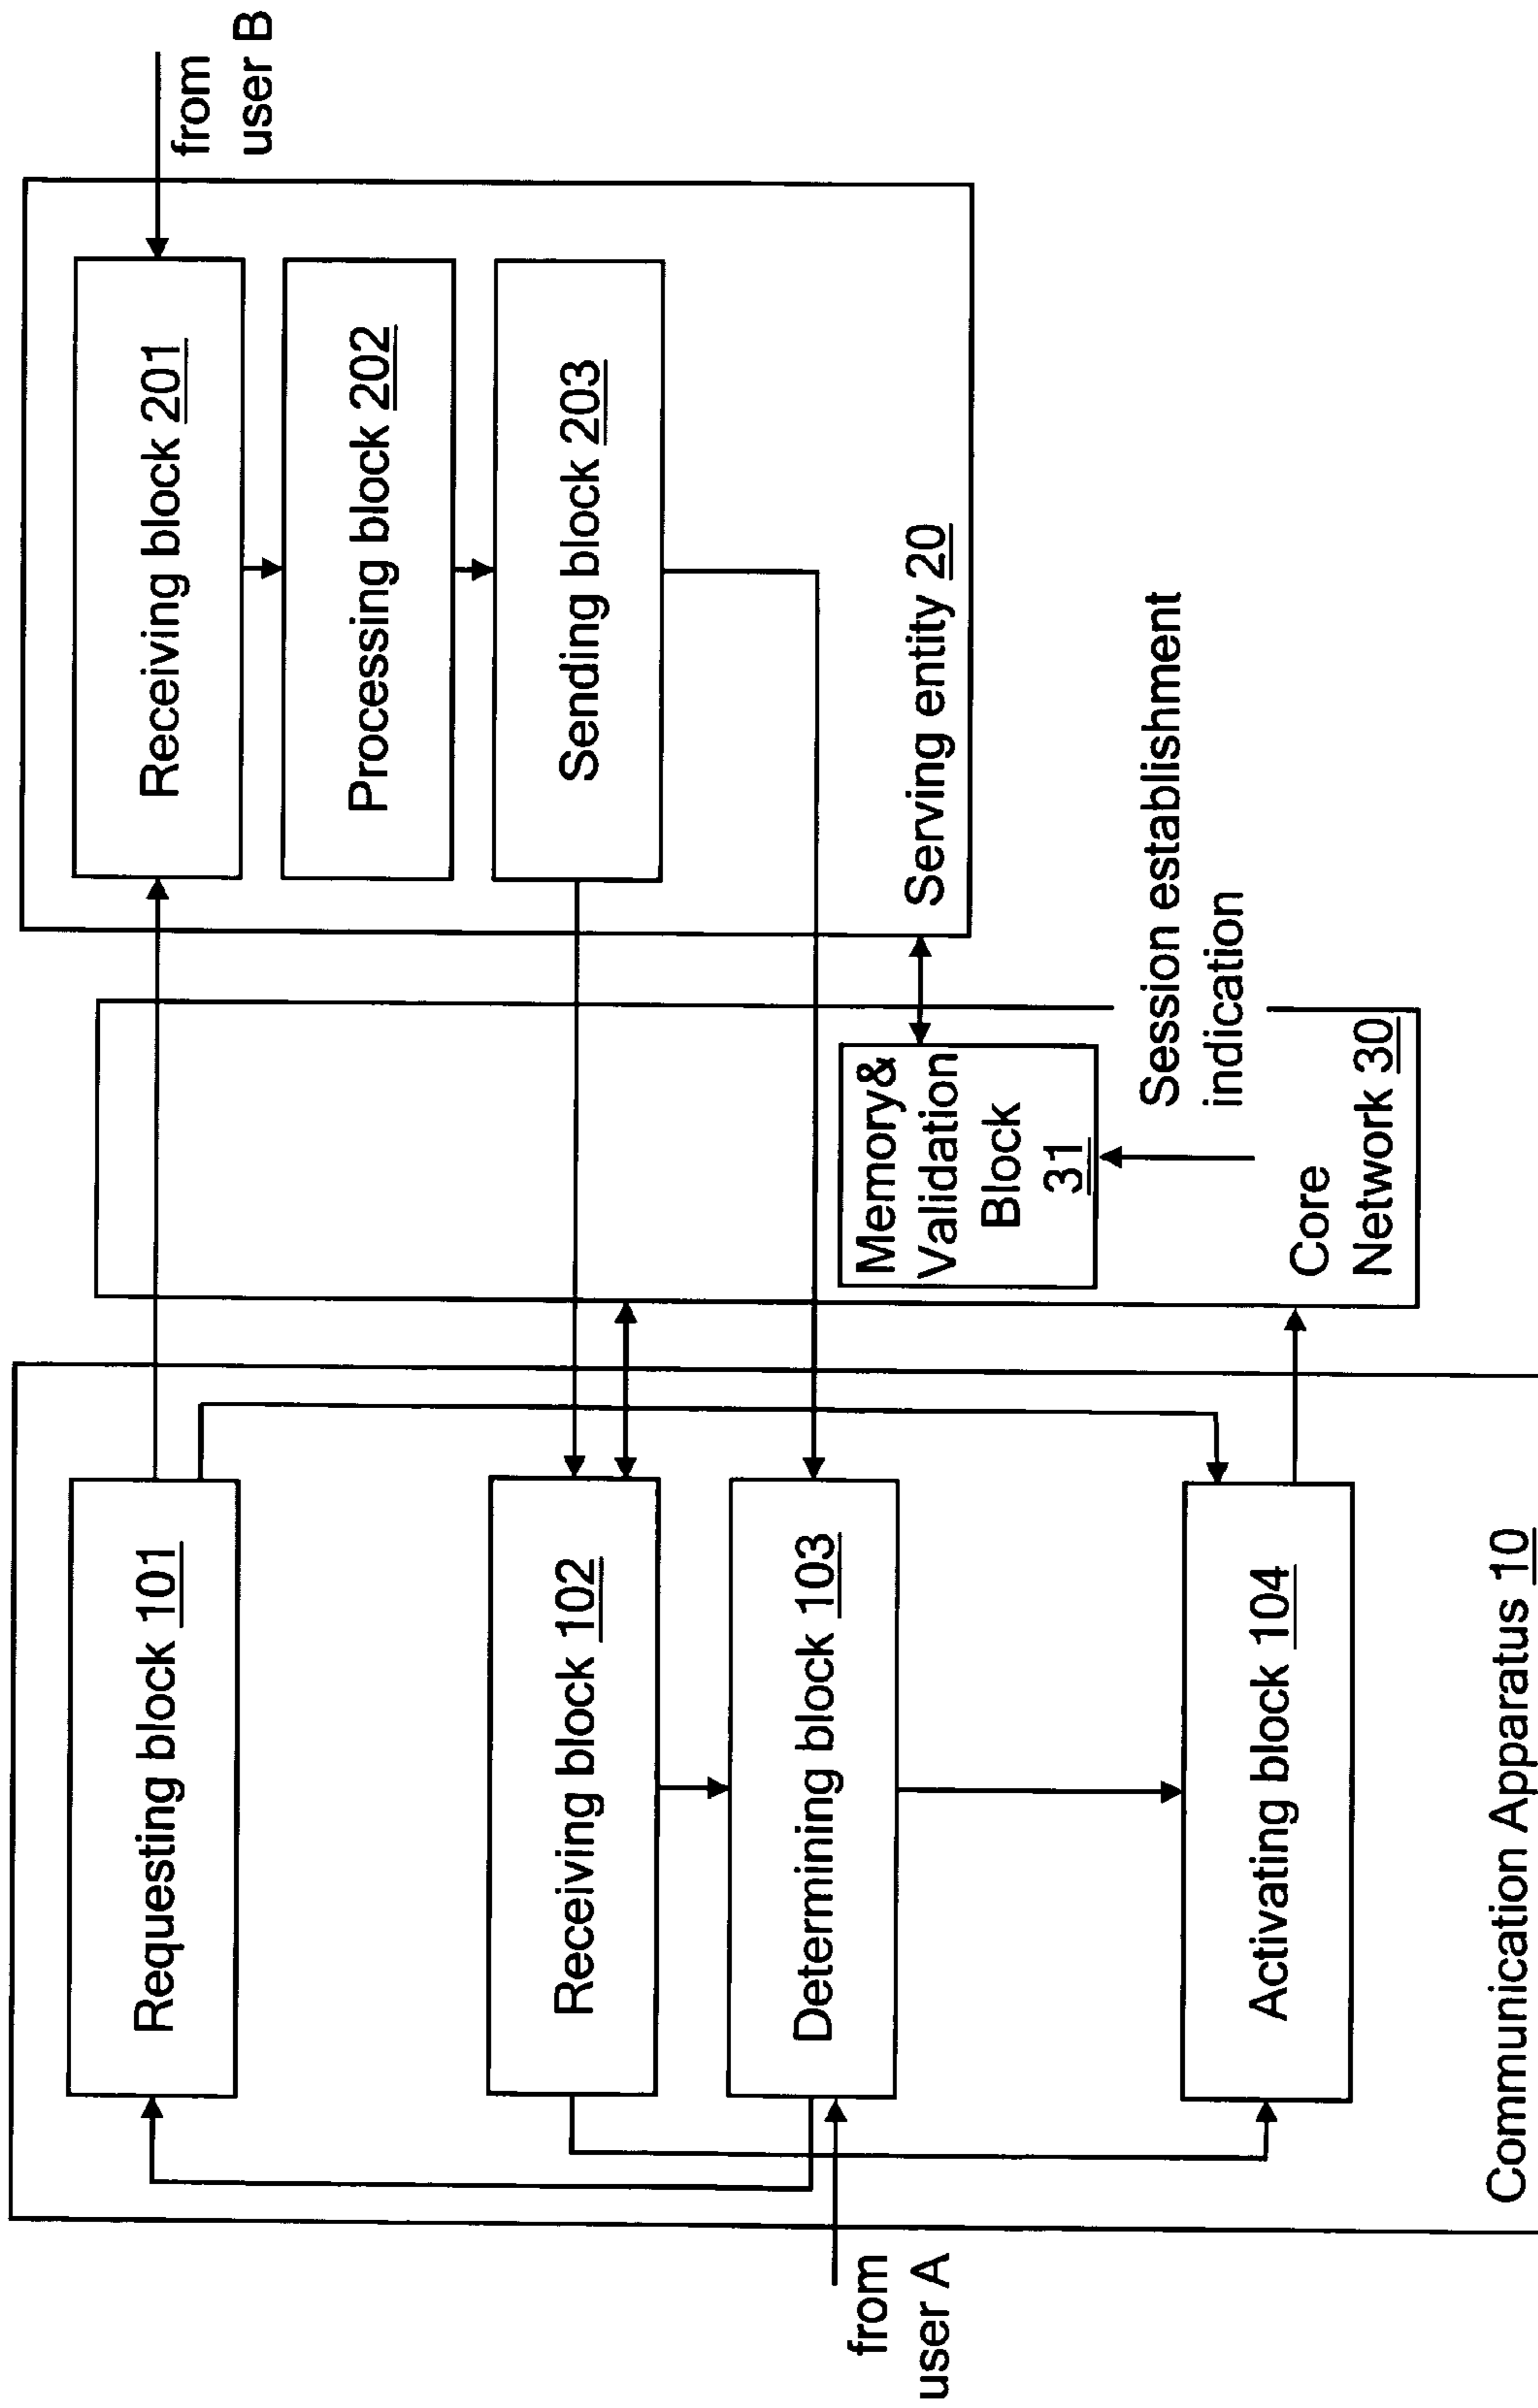 Requesting block 101
Receiving block 102
Determining block 103
Activating block 104
Communication Apparatus 10
from
user A
Memory&
Validation
Block
31
Session establishment
indication
Core
Network 30
Receiving block 201
Processing block 202
Sending block 203
Serving entity 20
from
user B